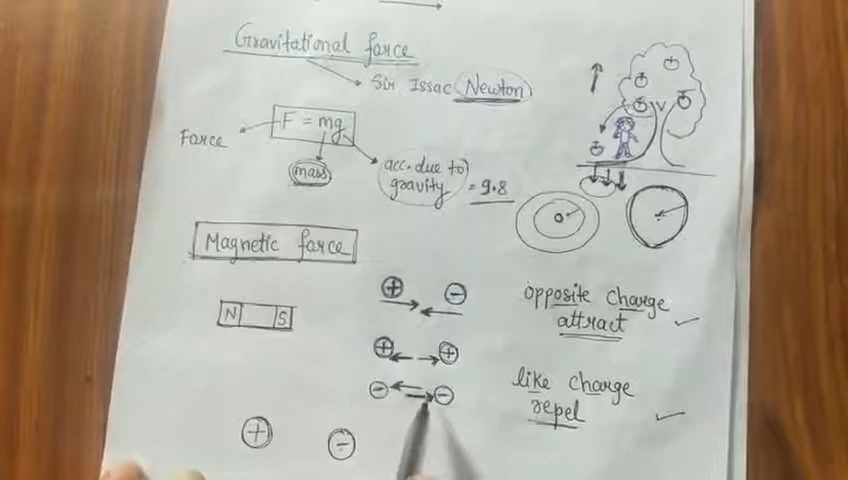 Gravitational force
Sir Issac Newton
F = mg
Force
mass
acc. due to
gravity = 9.8
Magnetic force
N S
+ -
opposite charge
attract
+ +
- -
like charge
repel
+ -